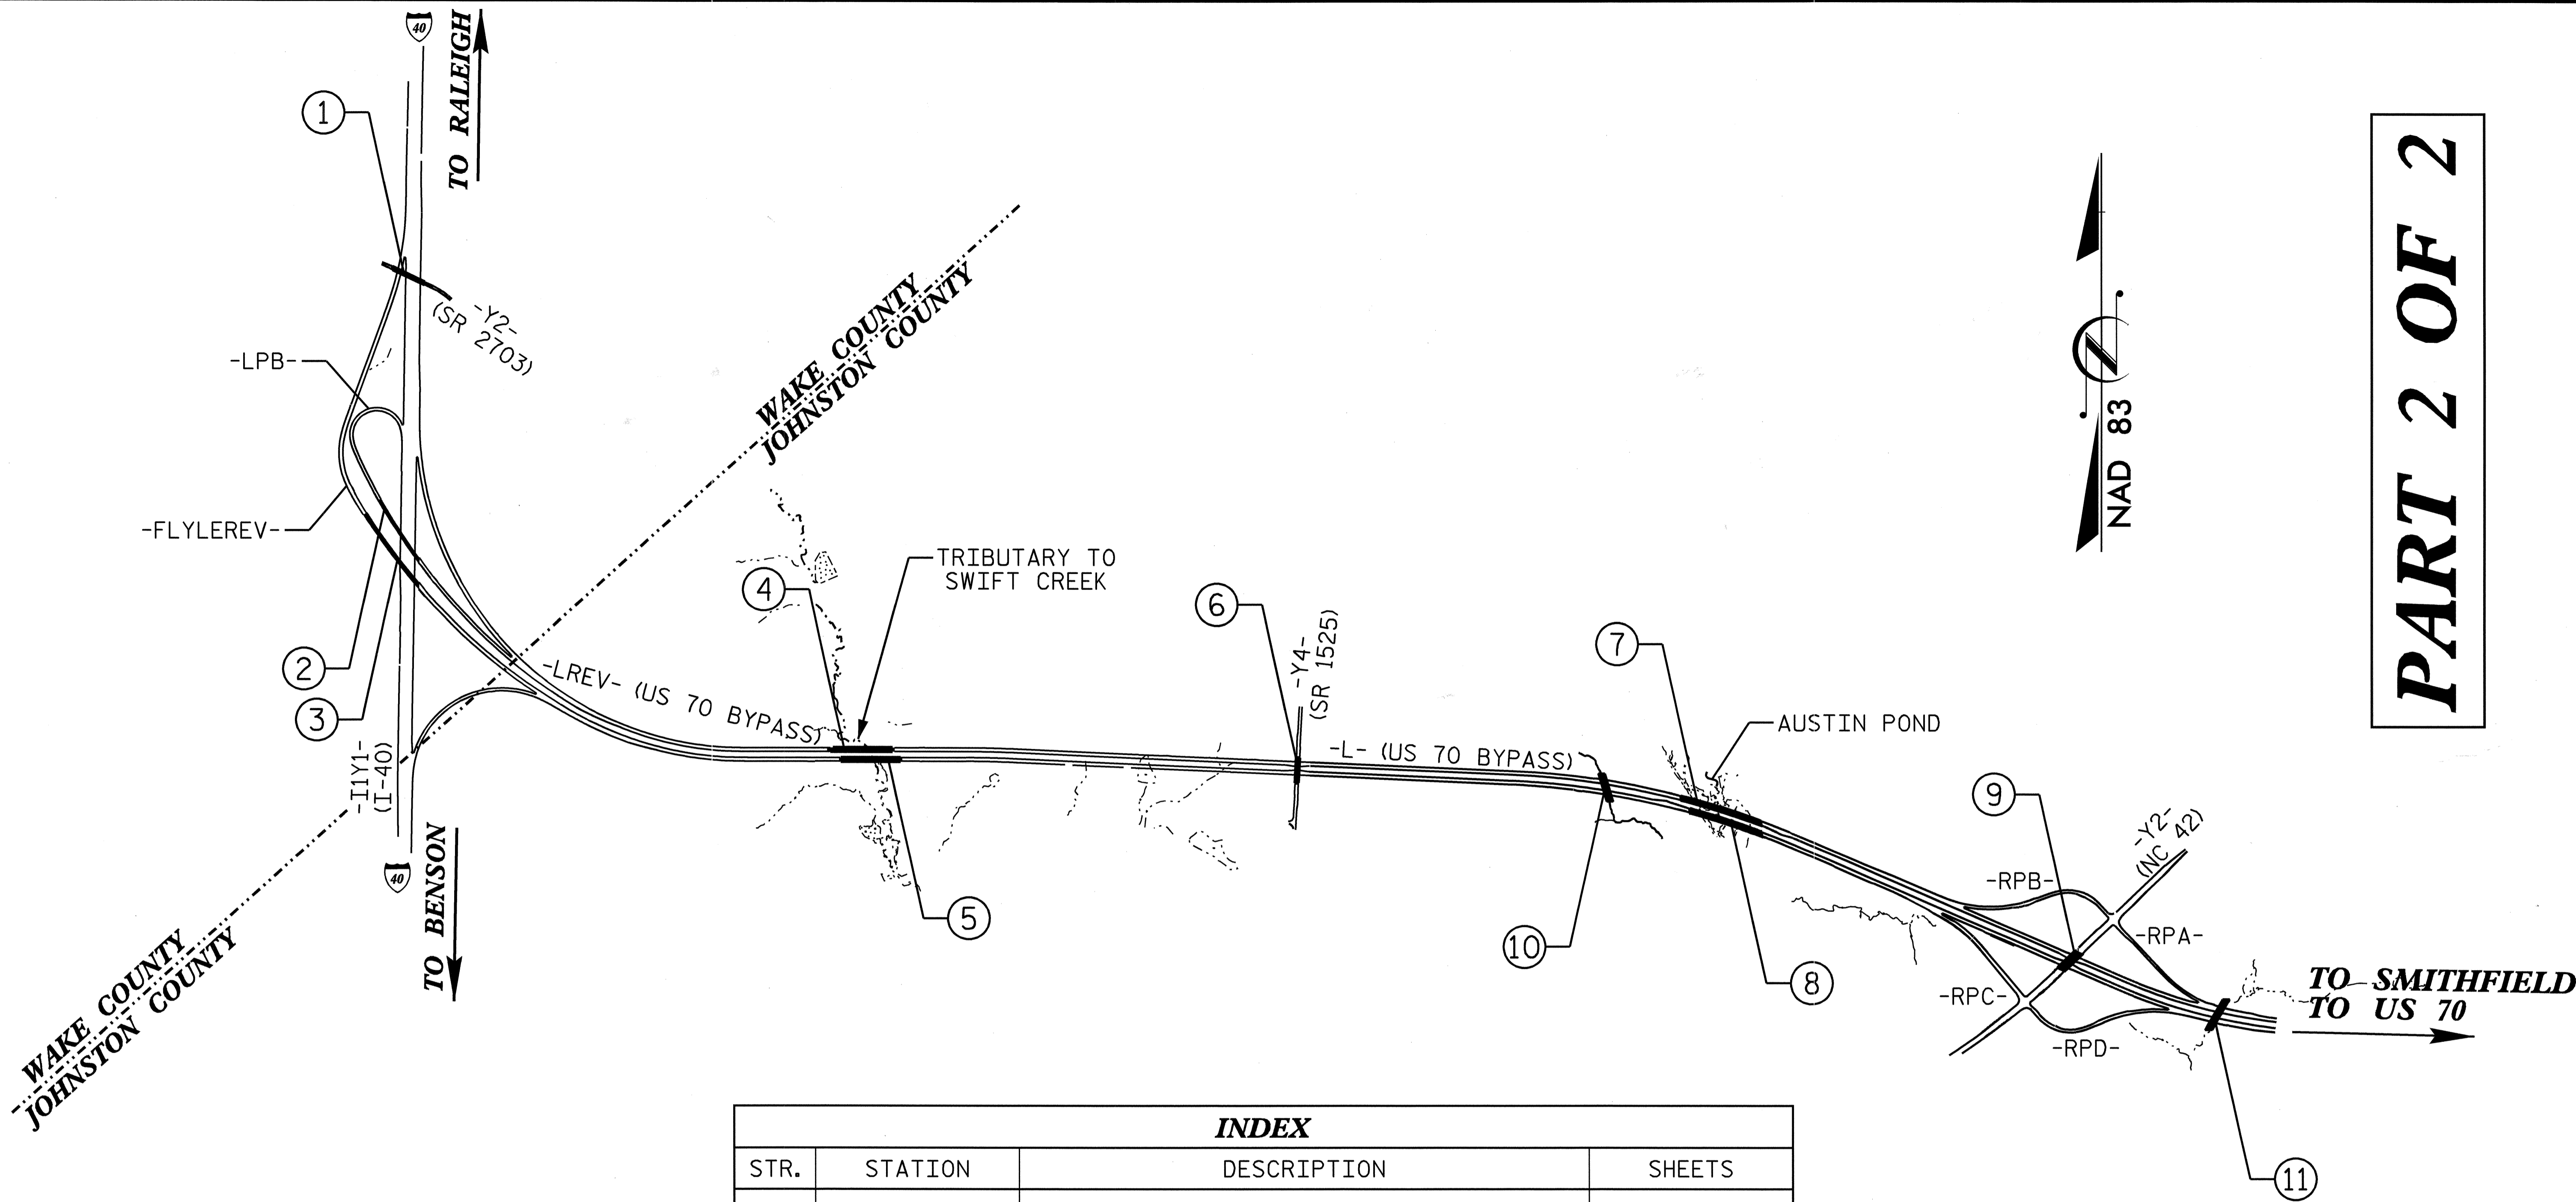 40
TO RALEIGH
1
-Y2-
(SR 2703)
-LPB-
-FLYLEREV-
2
3
-I1Y1-
(I-40)
40
TO BENSON
WAKE COUNTY
JOHNSTON COUNTY
WAKE COUNTY
JOHNSTON COUNTY
-LREV- (US 70 BYPASS)
4
TRIBUTARY TO
SWIFT CREEK
5
6
-Y4-
(SR 1525)
-L- (US 70 BYPASS)
7
AUSTIN POND
10
8
9
-Y2-
(NC 42)
-RPB-
-RPA-
-RPC-
-RPD-
TO SMITHFIELD
TO US 70
11
NAD 83
PART 2 OF 2
INDEX
STR. STATION DESCRIPTION SHEETS